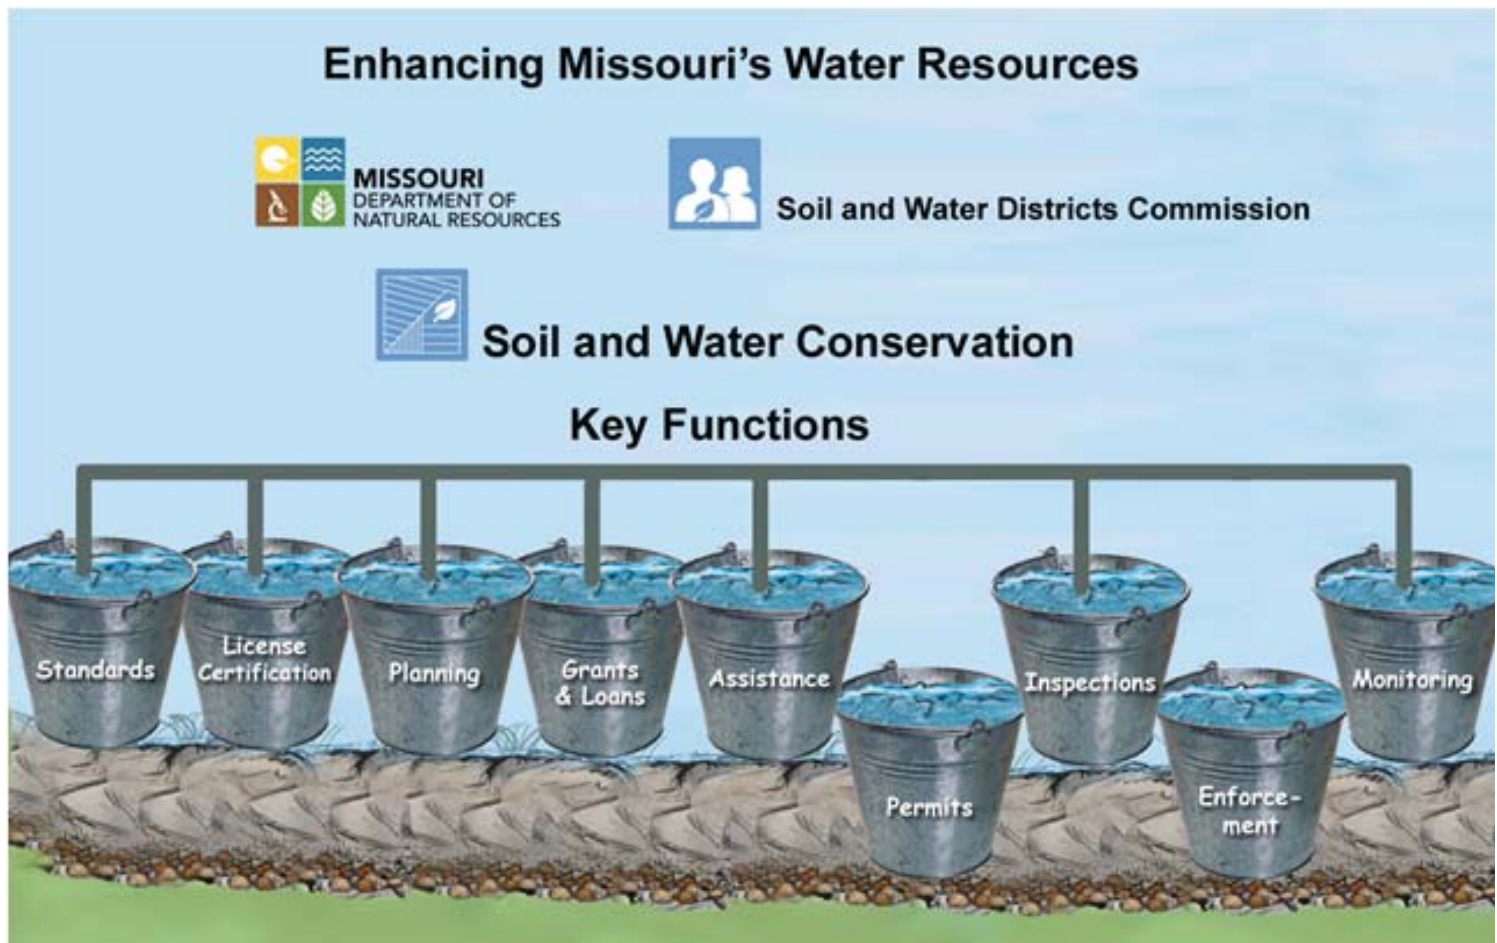 Enhancing Missouri's Water Resources
MISSOURI
DEPARTMENT OF
NATURAL RESOURCES
Soil and Water Districts Commission
Soil and Water Conservation
Key Functions
Standards
License
Certification
Planning
Grants
& Loans
Assistance
Permits
Inspections
Enforce-
ment
Monitoring